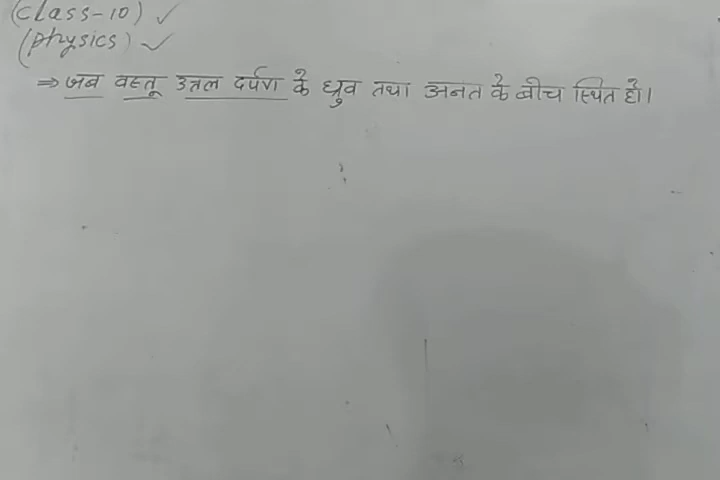 (Class-10) ✓
(Physics) ✓
⇒ जब वस्तू उत्तल दर्पण के ध्रुव तथा अनत के बीच स्थित हो।